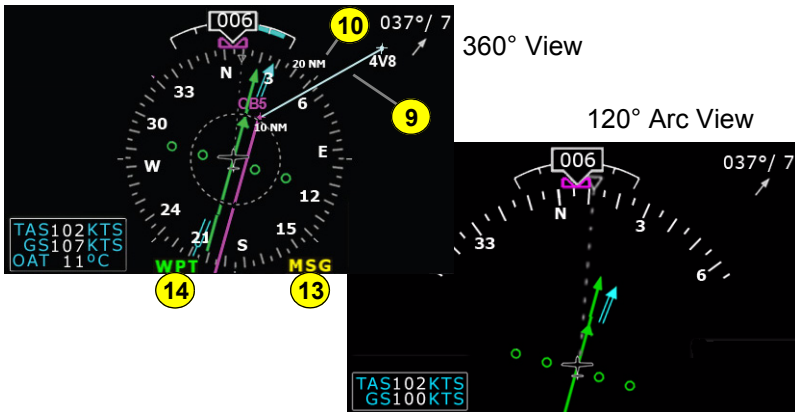 006
10
037°/ 7
360° View
N
3
20 NM
4V8
33
6
OB5
9
30
10 NM
120° Arc View
W
E
006
037°/ 7
24
12
N
3
TAS102KTS
21
15
33
GS107KTS
S
6
OAT 11ºC
WPT
MSG
14
13
TAS102KTS
GS100KTS